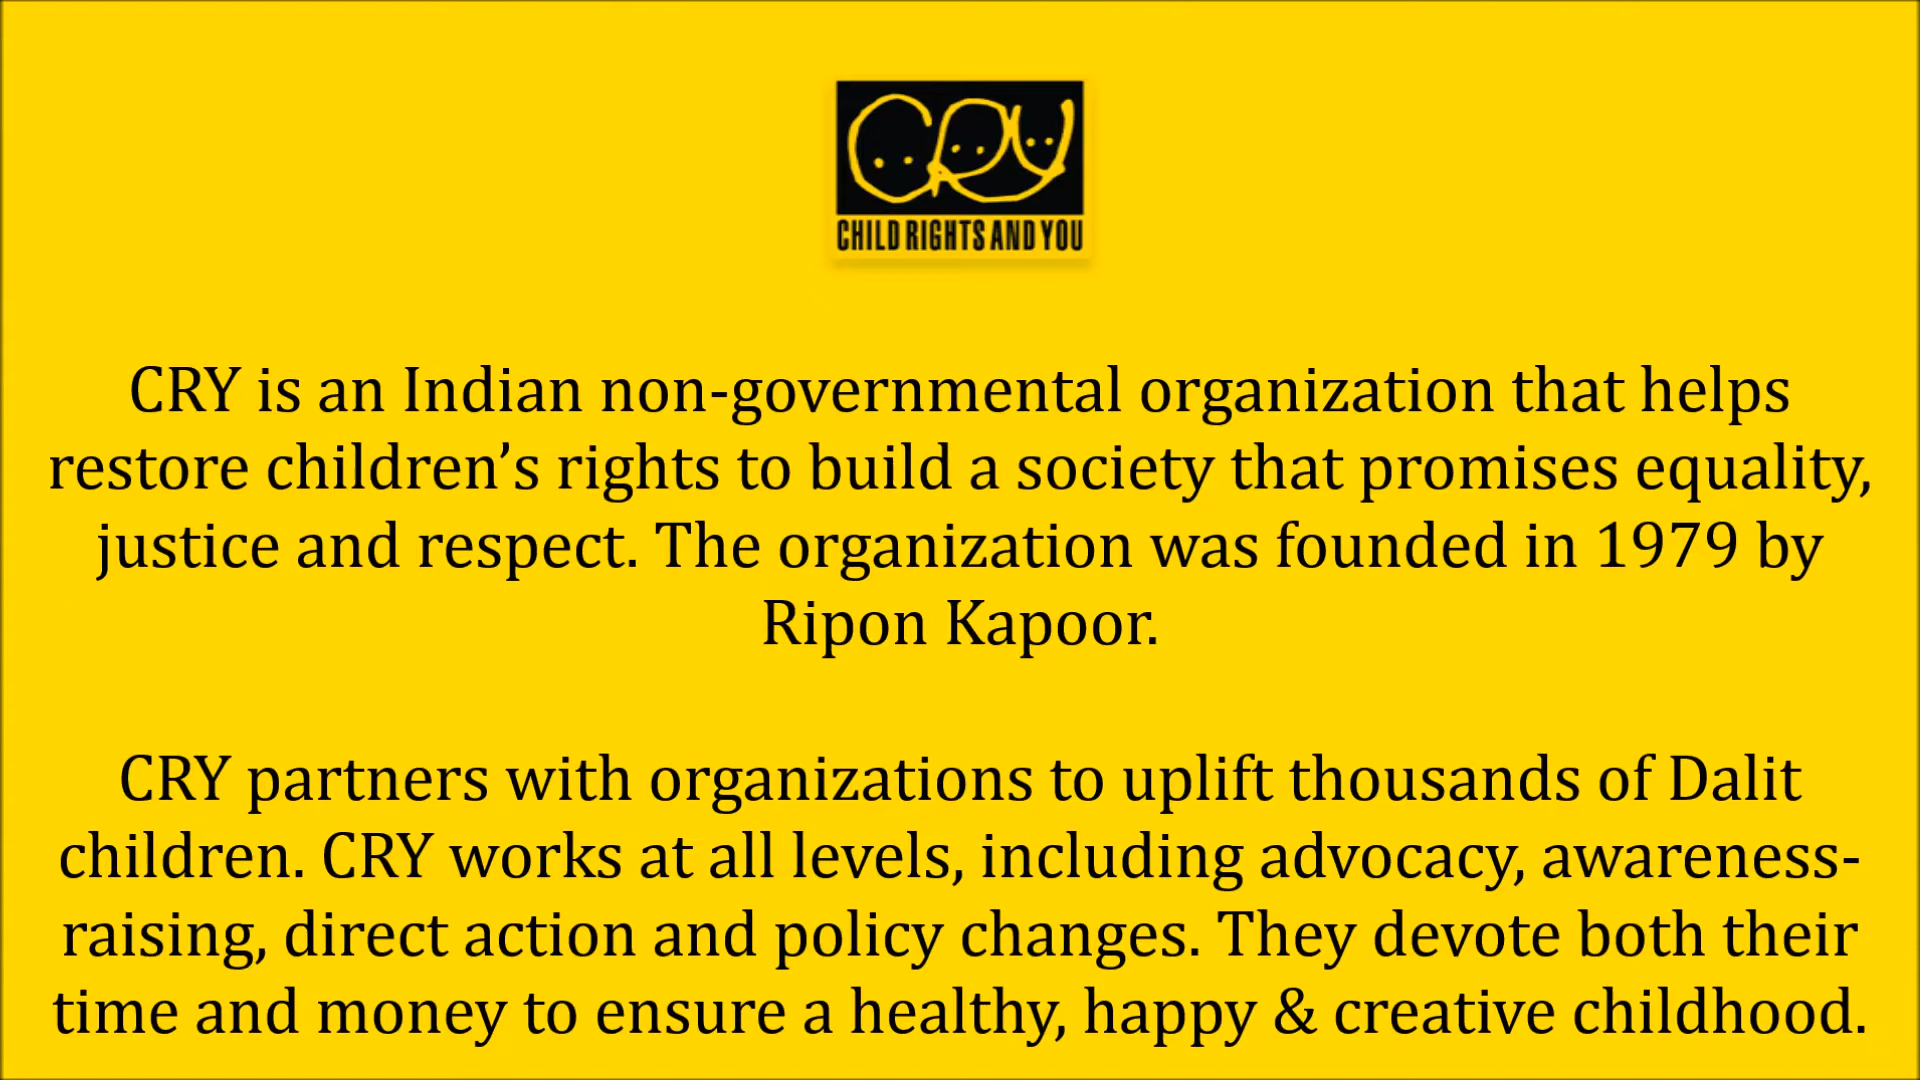 CRY
CHILD RIGHTS AND YOU
CRY is an Indian non-governmental organization that helps
restore children’s rights to build a society that promises equality,
justice and respect. The organization was founded in 1979 by
Ripon Kapoor.
CRY partners with organizations to uplift thousands of Dalit
children. CRY works at all levels, including advocacy, awareness-
raising, direct action and policy changes. They devote both their
time and money to ensure a healthy, happy & creative childhood.